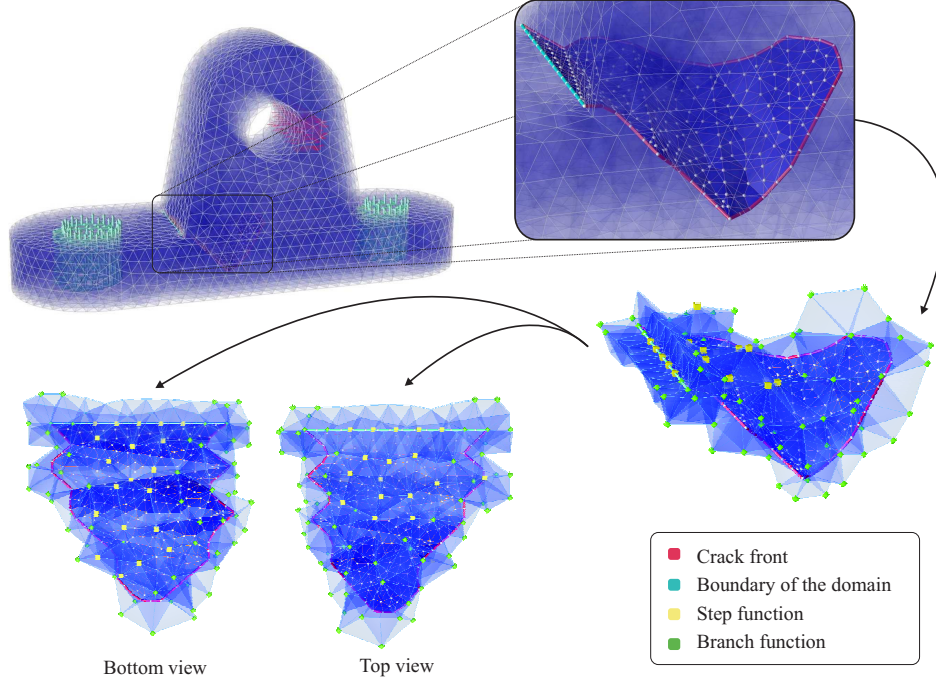 Crack front
Boundary of the domain
Step function
Branch function
Bottom view
Top view